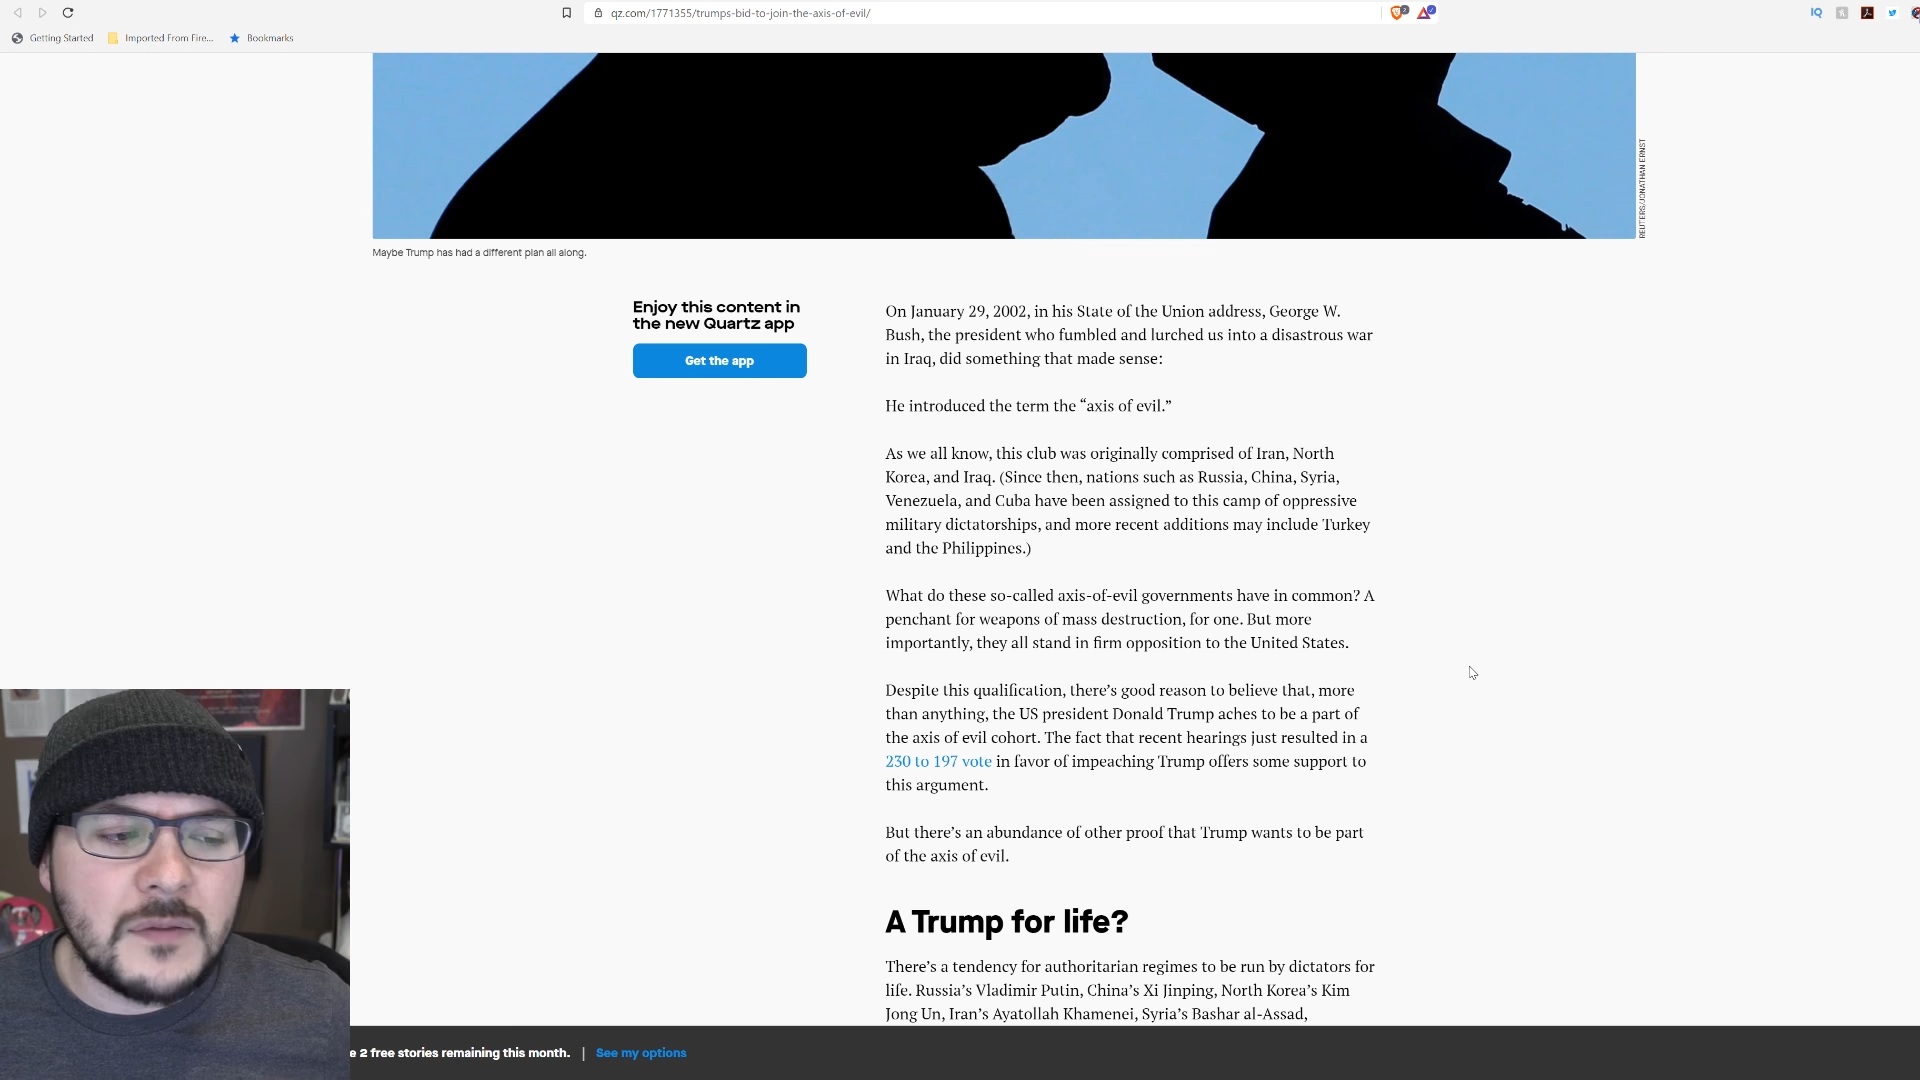 qz.com/1771355/trumps-bid-to-join-the-axis-of-evil/
2
IQ
Getting Started
Imported From Fire...
Bookmarks
REUTERS/JONATHAN ERNST
Maybe Trump has had a different plan all along.
Enjoy this content in
the new Quartz app
Get the app
On January 29, 2002, in his State of the Union address, George W.
Bush, the president who fumbled and lurched us into a disastrous war
in Iraq, did something that made sense:
He introduced the term the “axis of evil.”
As we all know, this club was originally comprised of Iran, North
Korea, and Iraq. (Since then, nations such as Russia, China, Syria,
Venezuela, and Cuba have been assigned to this camp of oppressive
military dictatorships, and more recent additions may include Turkey
and the Philippines.)
What do these so-called axis-of-evil governments have in common? A
penchant for weapons of mass destruction, for one. But more
importantly, they all stand in firm opposition to the United States.
Despite this qualification, there’s good reason to believe that, more
than anything, the US president Donald Trump aches to be a part of
the axis of evil cohort. The fact that recent hearings just resulted in a
230 to 197 vote in favor of impeaching Trump offers some support to
this argument.
But there’s an abundance of other proof that Trump wants to be part
of the axis of evil.
A Trump for life?
There’s a tendency for authoritarian regimes to be run by dictators for
life. Russia’s Vladimir Putin, China’s Xi Jinping, North Korea’s Kim
Jong Un, Iran’s Ayatollah Khamenei, Syria’s Bashar al-Assad,
e 2 free stories remaining this month. | See my options